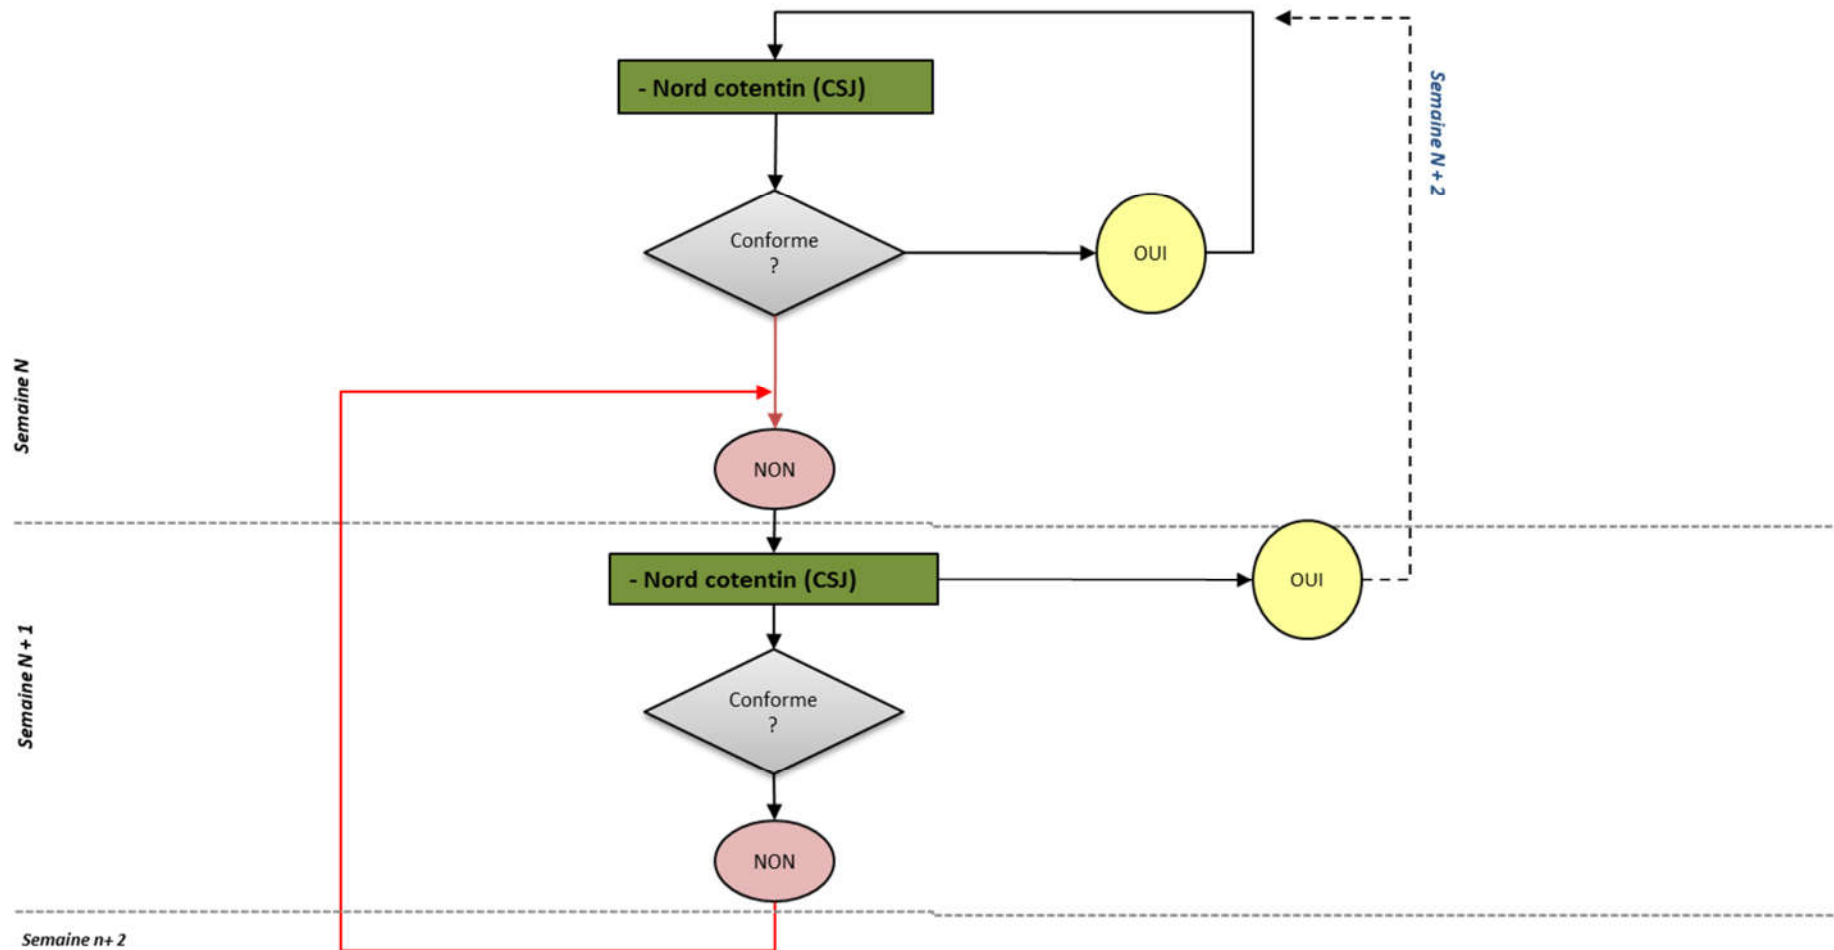 - Nord cotentin (CSJ)
Semaine N + 2
Conforme
?
OUI
Semaine N
NON
- Nord cotentin (CSJ)
OUI
Semaine N + 1
Conforme
?
NON
Semaine n+ 2